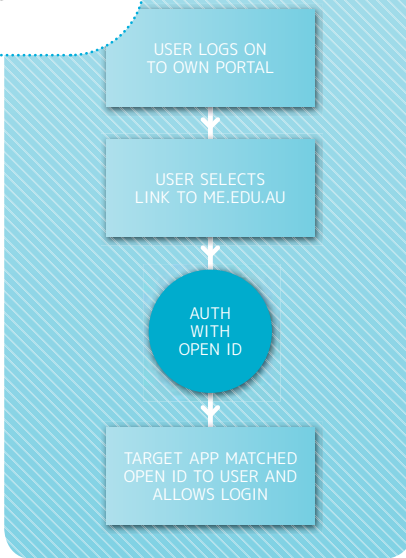 USER LOGS ON
TO OWN PORTAL
USER SELECTS
LINK TO ME.EDU.AU
AUTH
WITH
OPEN ID
TARGET APP MATCHED
OPEN ID TO USER AND
ALLOWS LOGIN